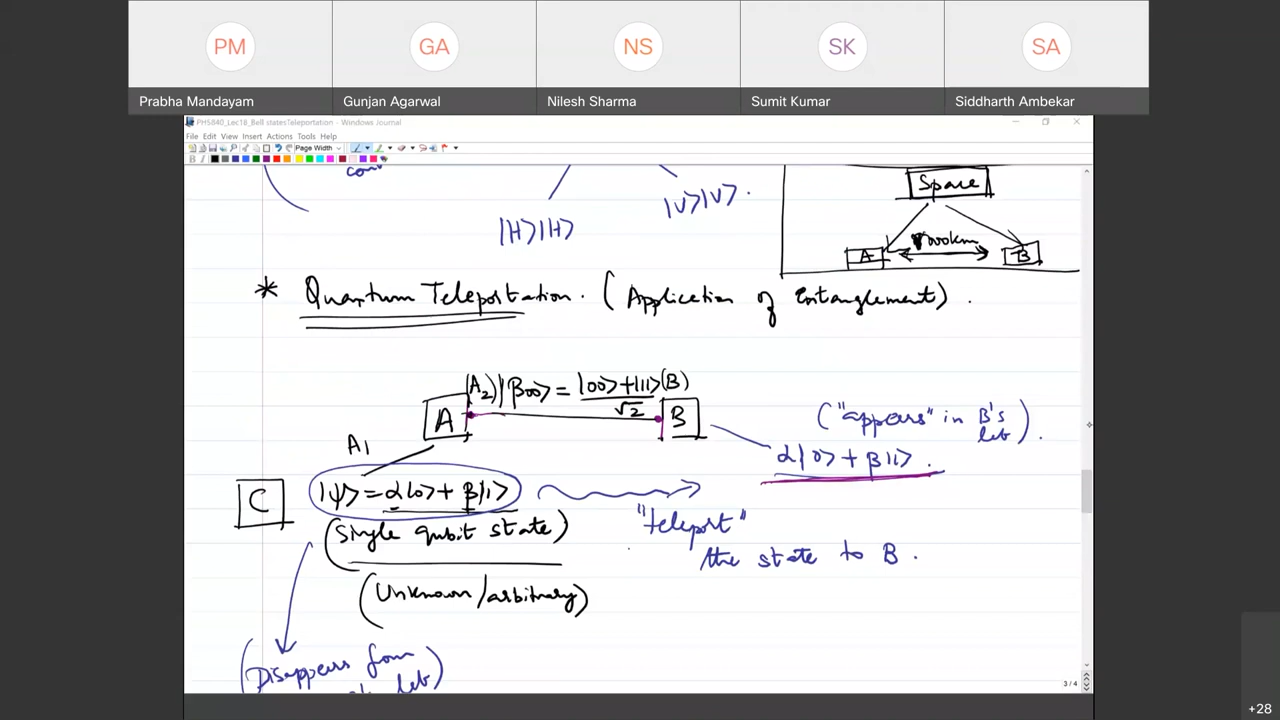 PM GA NS SK SA
Prabha Mandayam Gunjan Agarwal Nilesh Sharma Sumit Kumar Siddharth Ambekar
PH5840_Lec18_Bell statesTeleportation - Windows Journal
File Edit View Insert Actions Tools Help
Page Width
B I
|H>|H> |V>|V>.
Space
A B
* Quantum Teleportation. (Application of Entanglement).
(A2) |β00> = |00>+|11> (B)
√2
A B
("appears" in B's lab).
A1
α|0> + β|1>.
C |ψ> = α|0> + β|1>
"teleport"
(Single qubit state)
the state to B.
(Unknown/arbitrary)
(Disappears from
lab)
3 / 4
+28